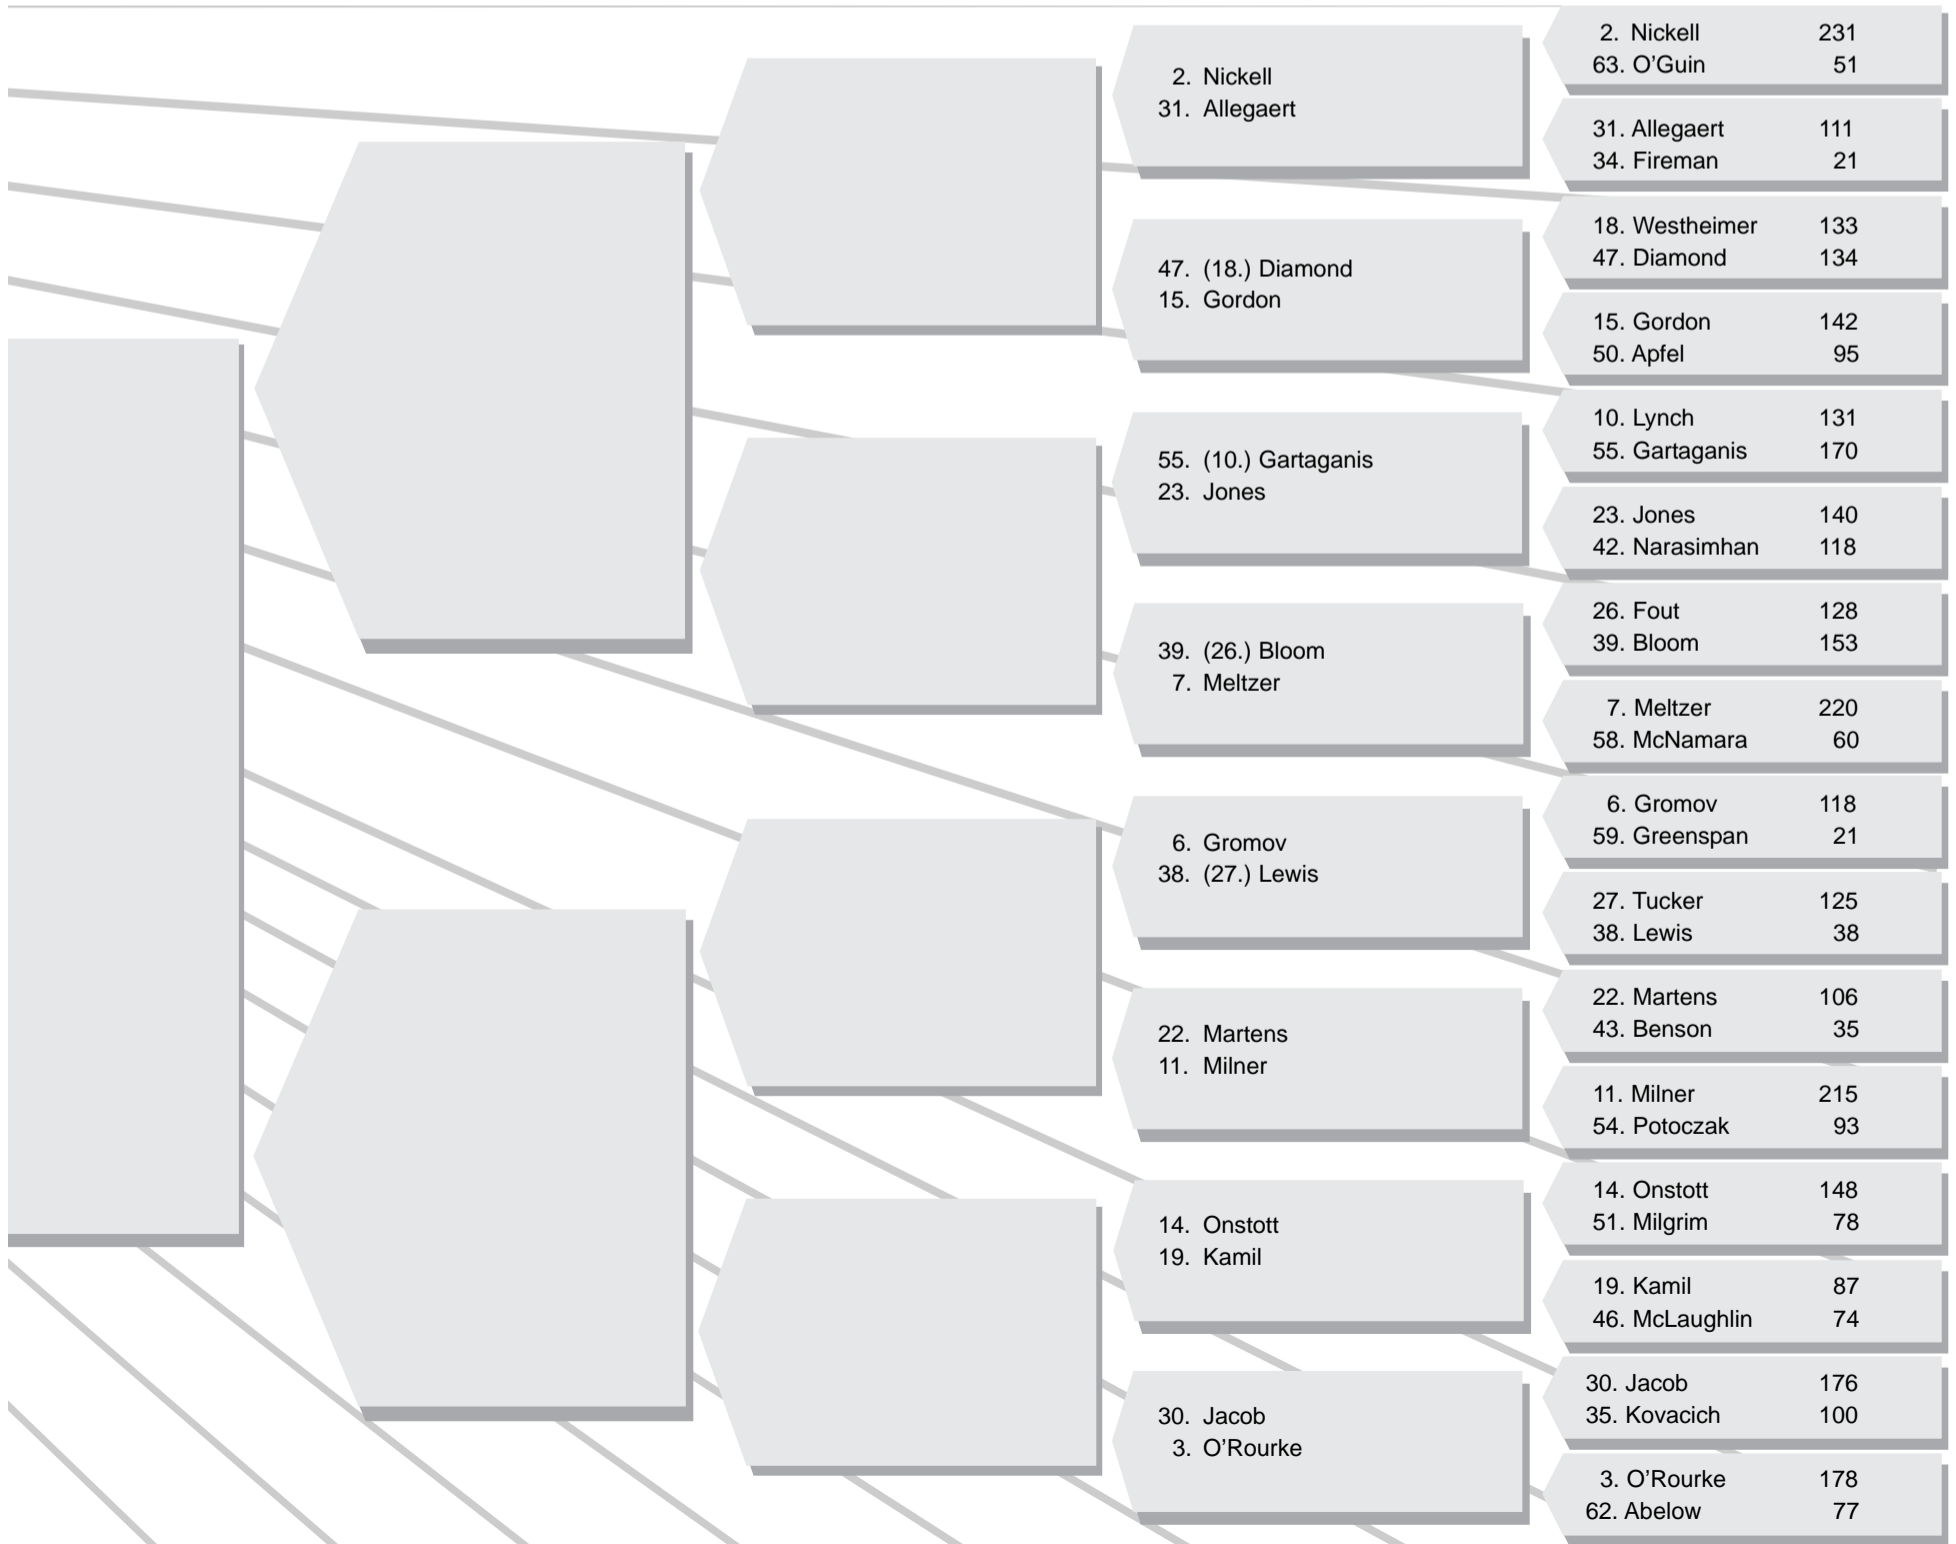 2. Nickell
31. Allegaert
47. (18.) Diamond
15. Gordon
55. (10.) Gartaganis
23. Jones
39. (26.) Bloom
7. Meltzer
6. Gromov
38. (27.) Lewis
22. Martens
11. Milner
14. Onstott
19. Kamil
30. Jacob
3. O’Rourke
2. Nickell 231
63. O’Guin 51
31. Allegaert 111
34. Fireman 21
18. Westheimer 133
47. Diamond 134
15. Gordon 142
50. Apfel 95
10. Lynch 131
55. Gartaganis 170
23. Jones 140
42. Narasimhan 118
26. Fout 128
39. Bloom 153
7. Meltzer 220
58. McNamara 60
6. Gromov 118
59. Greenspan 21
27. Tucker 125
38. Lewis 38
22. Martens 106
43. Benson 35
11. Milner 215
54. Potoczak 93
14. Onstott 148
51. Milgrim 78
19. Kamil 87
46. McLaughlin 74
30. Jacob 176
35. Kovacich 100
3. O’Rourke 178
62. Abelow 77